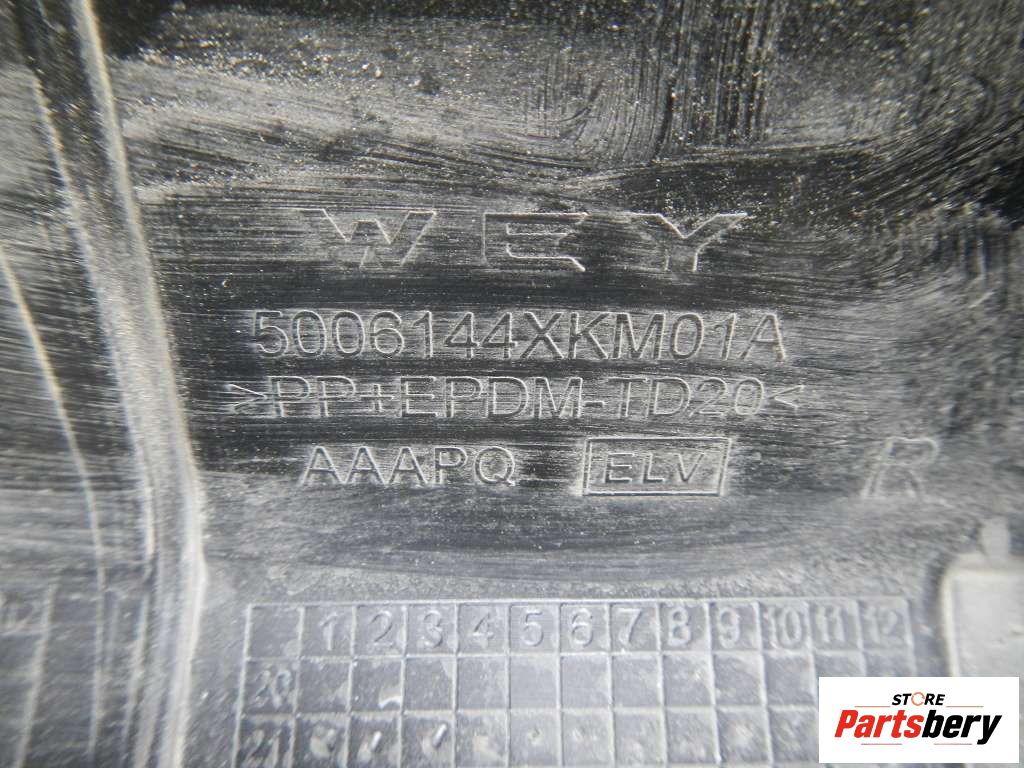 WEY
5006144XKM01A
>PP+EPDM-TD20<
AAAPQ ELV R
1 2 3 4 5 6 7 8 9 10 11 12
20
21
STORE
Partsbery